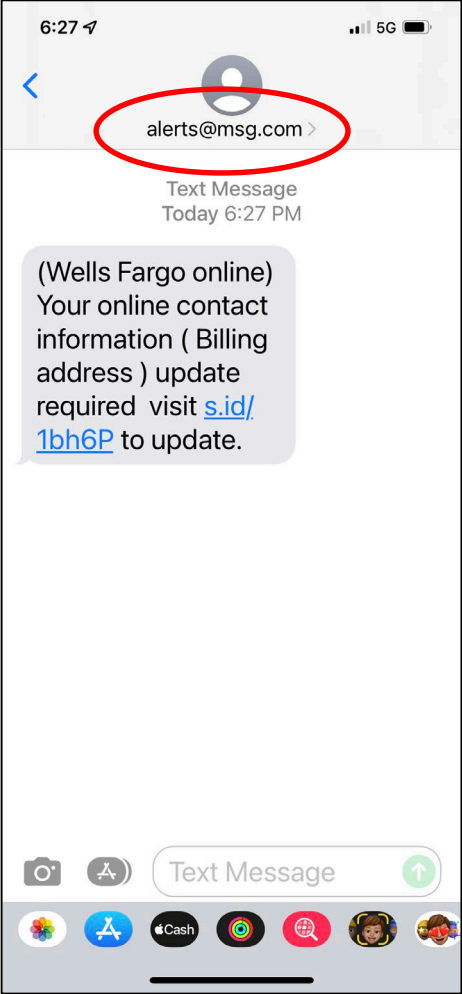 6:27
5G
alerts@msg.com
Text Message
Today 6:27 PM
(Wells Fargo online)
Your online contact
information ( Billing
address ) update
required  visit s.id/
1bh6P to update.
Text Message
Cash